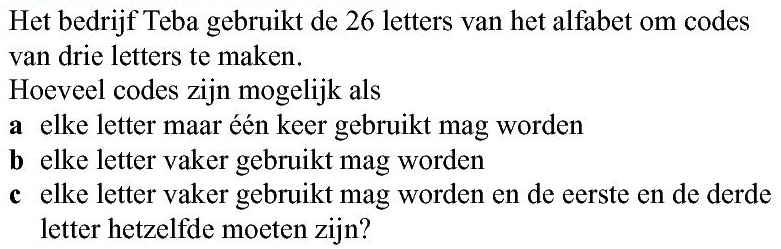 Het bedrijf Teba gebruikt de 26 letters van het alfabet om codes
van drie letters te maken.
Hoeveel codes zijn mogelijk als
a elke letter maar één keer gebruikt mag worden
b elke letter vaker gebruikt mag worden
c elke letter vaker gebruikt mag worden en de eerste en de derde
letter hetzelfde moeten zijn?